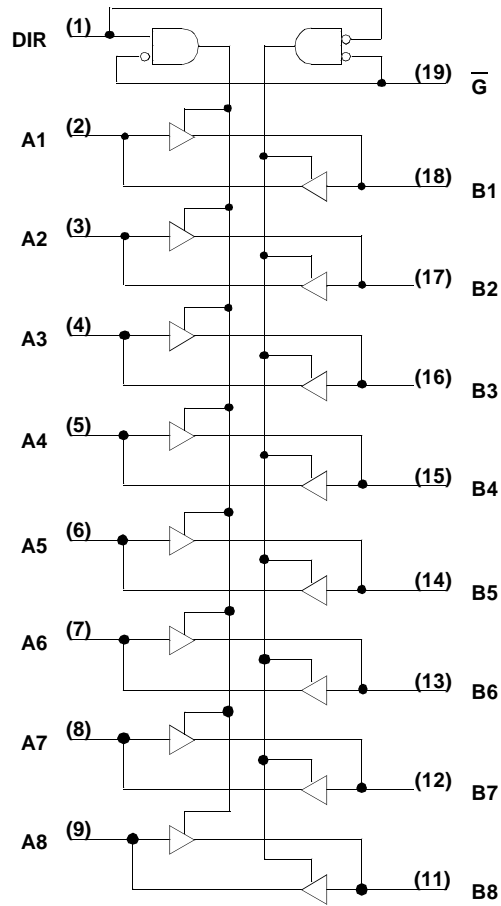 DIR (1)
(19) G
A1 (2)
(18) B1
A2 (3)
(17) B2
A3 (4)
(16) B3
A4 (5)
(15) B4
A5 (6)
(14) B5
A6 (7)
(13) B6
A7 (8)
(12) B7
A8 (9)
(11) B8